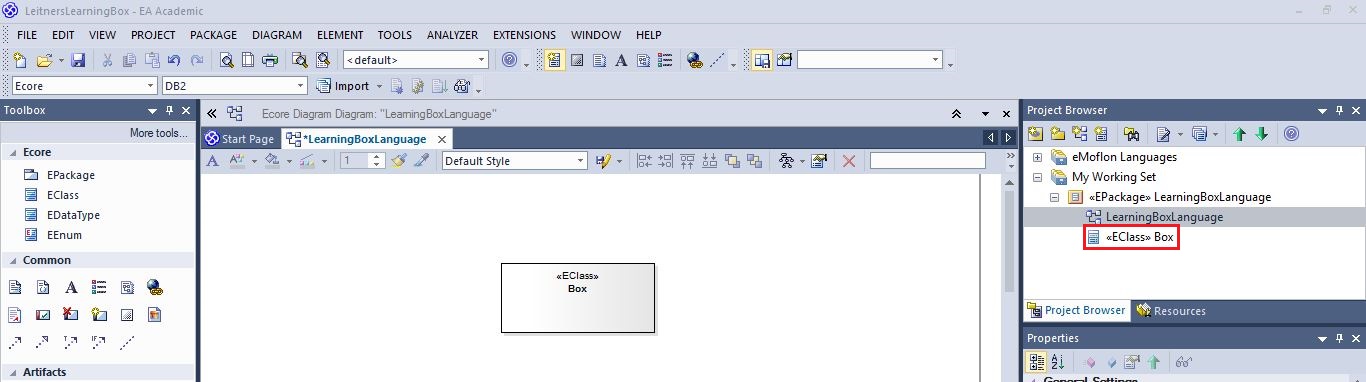 LeitnersLearningBox - EA Academic
FILE EDIT VIEW PROJECT PACKAGE DIAGRAM ELEMENT TOOLS ANALYZER EXTENSIONS WINDOW HELP
<default>
Ecore DB2 Import
Toolbox
More tools...
Ecore
EPackage
EClass
EDataType
EEnum
Common
Artifacts
Ecore Diagram Diagram: "LearningBoxLanguage"
Start Page *LearningBoxLanguage
1 Default Style
«EClass»
Box
Project Browser
eMoflon Languages
My Working Set
«EPackage» LearningBoxLanguage
LearningBoxLanguage
«EClass» Box
Project Browser Resources
Properties
General Settings